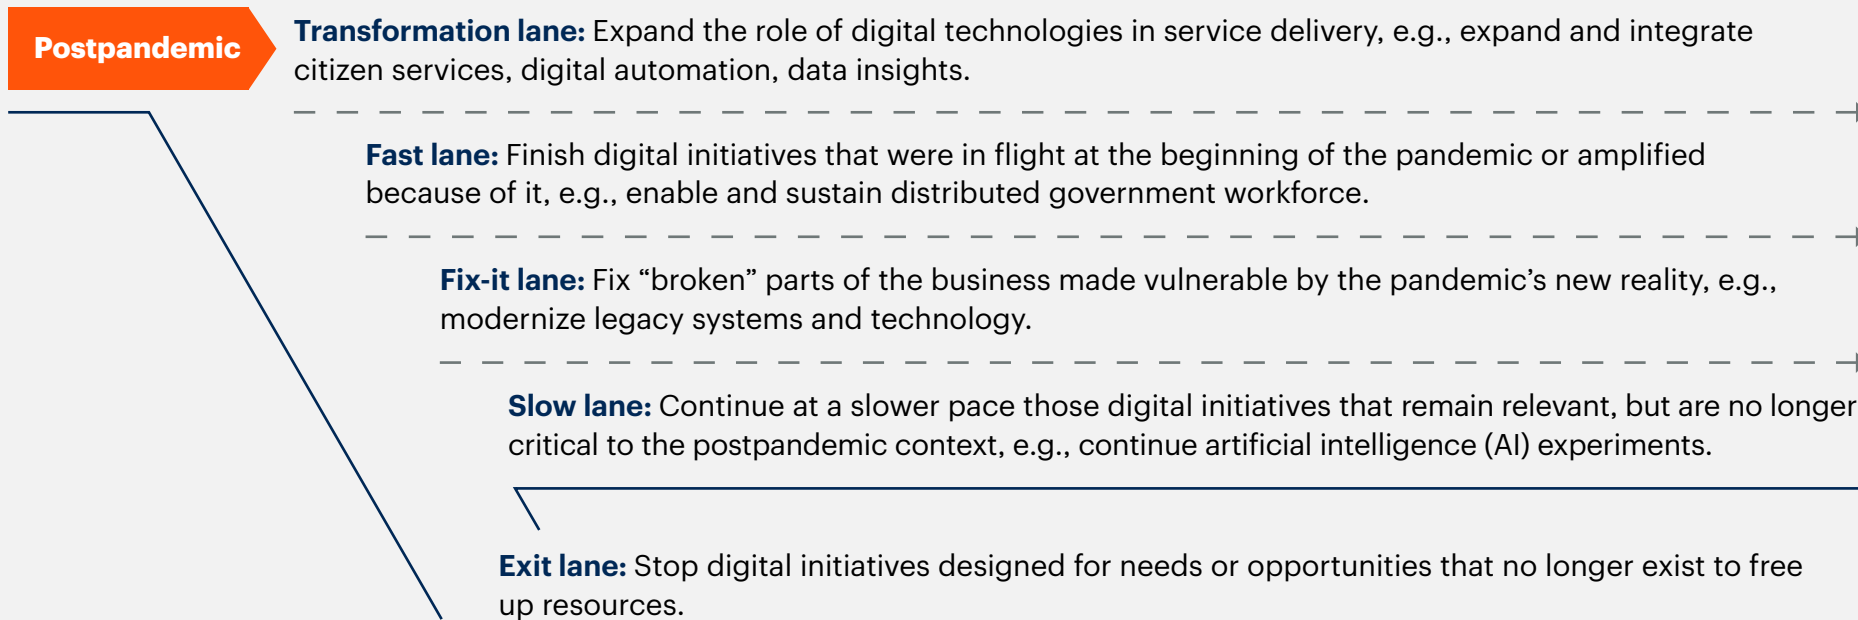 Postpandemic
Transformation lane: Expand the role of digital technologies in service delivery, e.g., expand and integrate
citizen services, digital automation, data insights.
Fast lane: Finish digital initiatives that were in flight at the beginning of the pandemic or amplified
because of it, e.g., enable and sustain distributed government workforce.
Fix-it lane: Fix “broken” parts of the business made vulnerable by the pandemic’s new reality, e.g.,
modernize legacy systems and technology.
Slow lane: Continue at a slower pace those digital initiatives that remain relevant, but are no longer
critical to the postpandemic context, e.g., continue artificial intelligence (AI) experiments.
Exit lane: Stop digital initiatives designed for needs or opportunities that no longer exist to free
up resources.